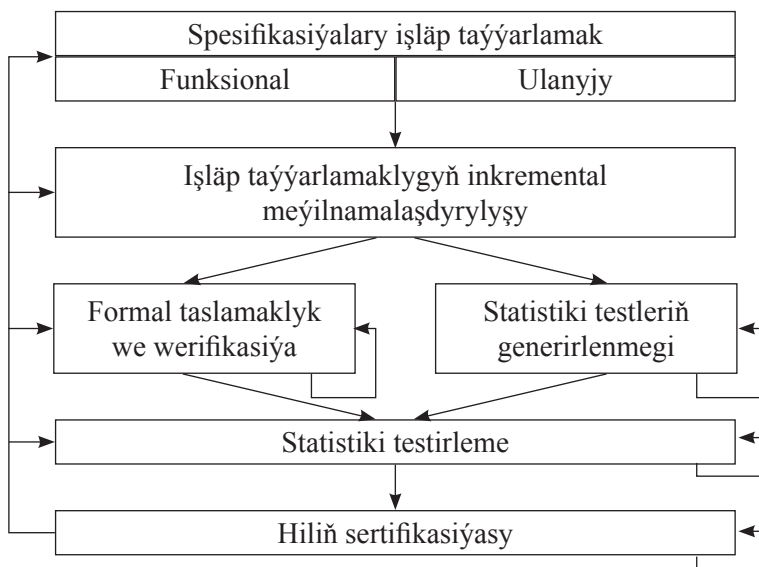 Spesifikasiýalary işläp taýýarlamak
Funksional
Ulanyjy
Işläp taýýarlamaklygyň inkremental
meýilnamalaşdyrylyşy
Formal taslamaklyk
we werifikasiýa
Statistiki testleriň
generirlenmegi
Statistiki testirleme
Hiliň sertifikasiýasy